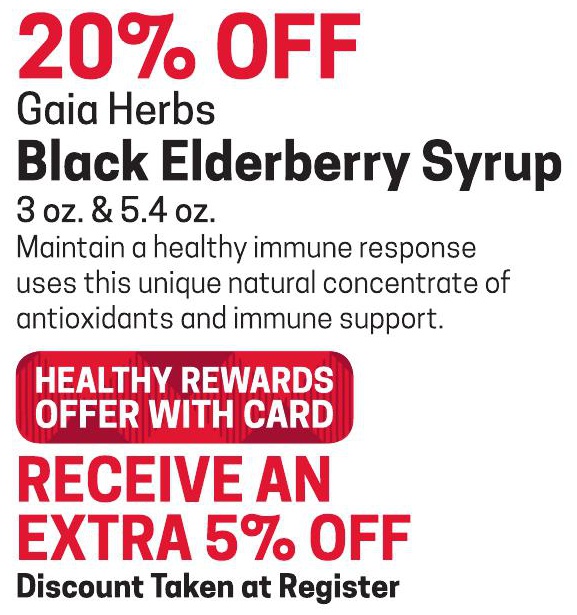 20% OFF
Gaia Herbs
Black Elderberry Syrup
3 oz. & 5.4 oz.
Maintain a healthy immune response
uses this unique natural concentrate of
antioxidants and immune support.
HEALTHY REWARDS
OFFER WITH CARD
RECEIVE AN
EXTRA 5% OFF
Discount Taken at Register